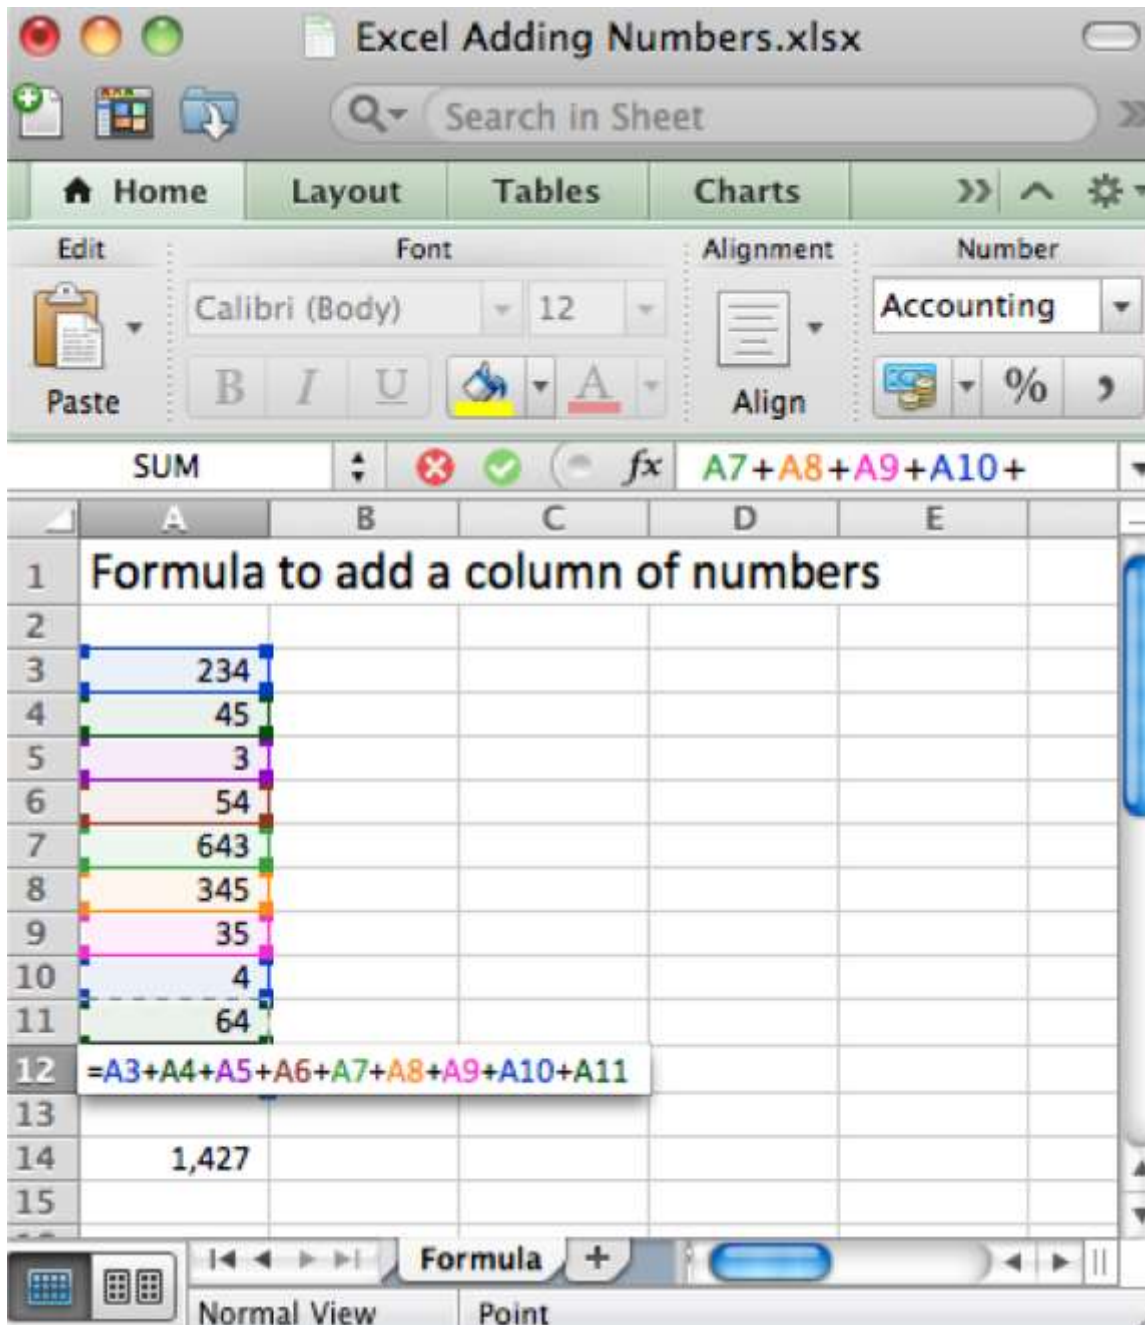 Excel Adding Numbers.xlsx
Search in Sheet
Home Layout Tables Charts
Edit Font Alignment Number
Calibri (Body) 12 Accounting
B I U A % ,
Paste Align
SUM fx A7+A8+A9+A10+
A B C D E
1 Formula to add a column of numbers
2
3 234
4 45
5 3
6 54
7 643
8 345
9 35
10 4
11 64
12 =A3+A4+A5+A6+A7+A8+A9+A10+A11
13
14 1,427
15
Formula +
Normal View Point